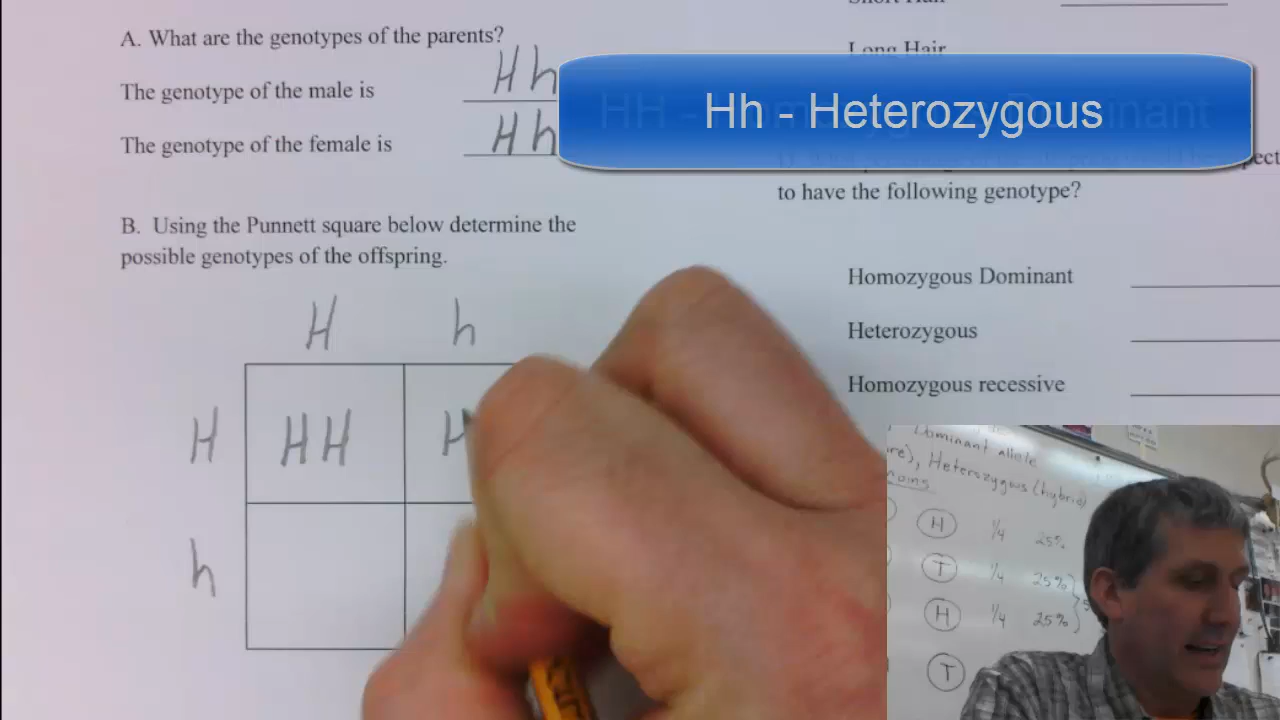 A. What are the genotypes of the parents?
The genotype of the male is Hh
The genotype of the female is Hh
B. Using the Punnett square below determine the
possible genotypes of the offspring.
H h
H HH H
h
Long Hair
Hh - Heterozygous
to have the following genotype?
Homozygous Dominant
Heterozygous
Homozygous recessive
Dominant allele
Heterozygous (hybrid)
H 1/4 25%
T 1/4 25%
H 1/4 25%
T